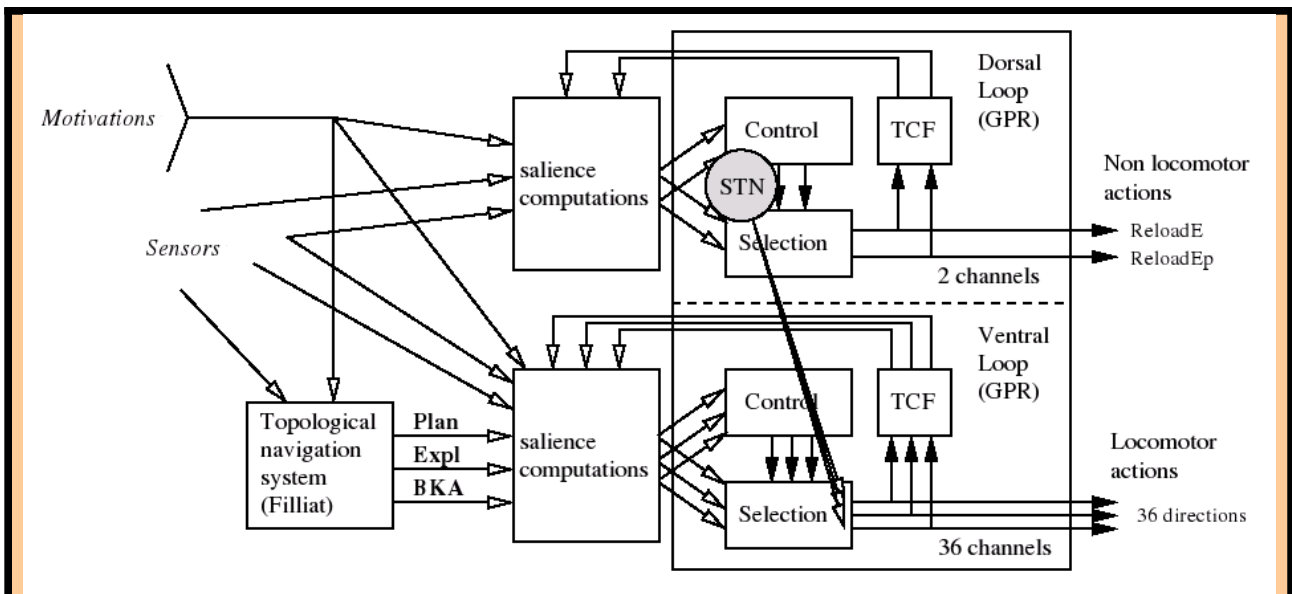 Motivations
Sensors
Topological
navigation
system
(Filliat)
Plan
Expl
BKA
salience
computations
Control
STN
Selection
TCF
Dorsal
Loop
(GPR)
2 channels
Non locomotor
actions
ReloadE
ReloadEp
salience
computations
Control
Selection
TCF
Ventral
Loop
(GPR)
36 channels
Locomotor
actions
36 directions